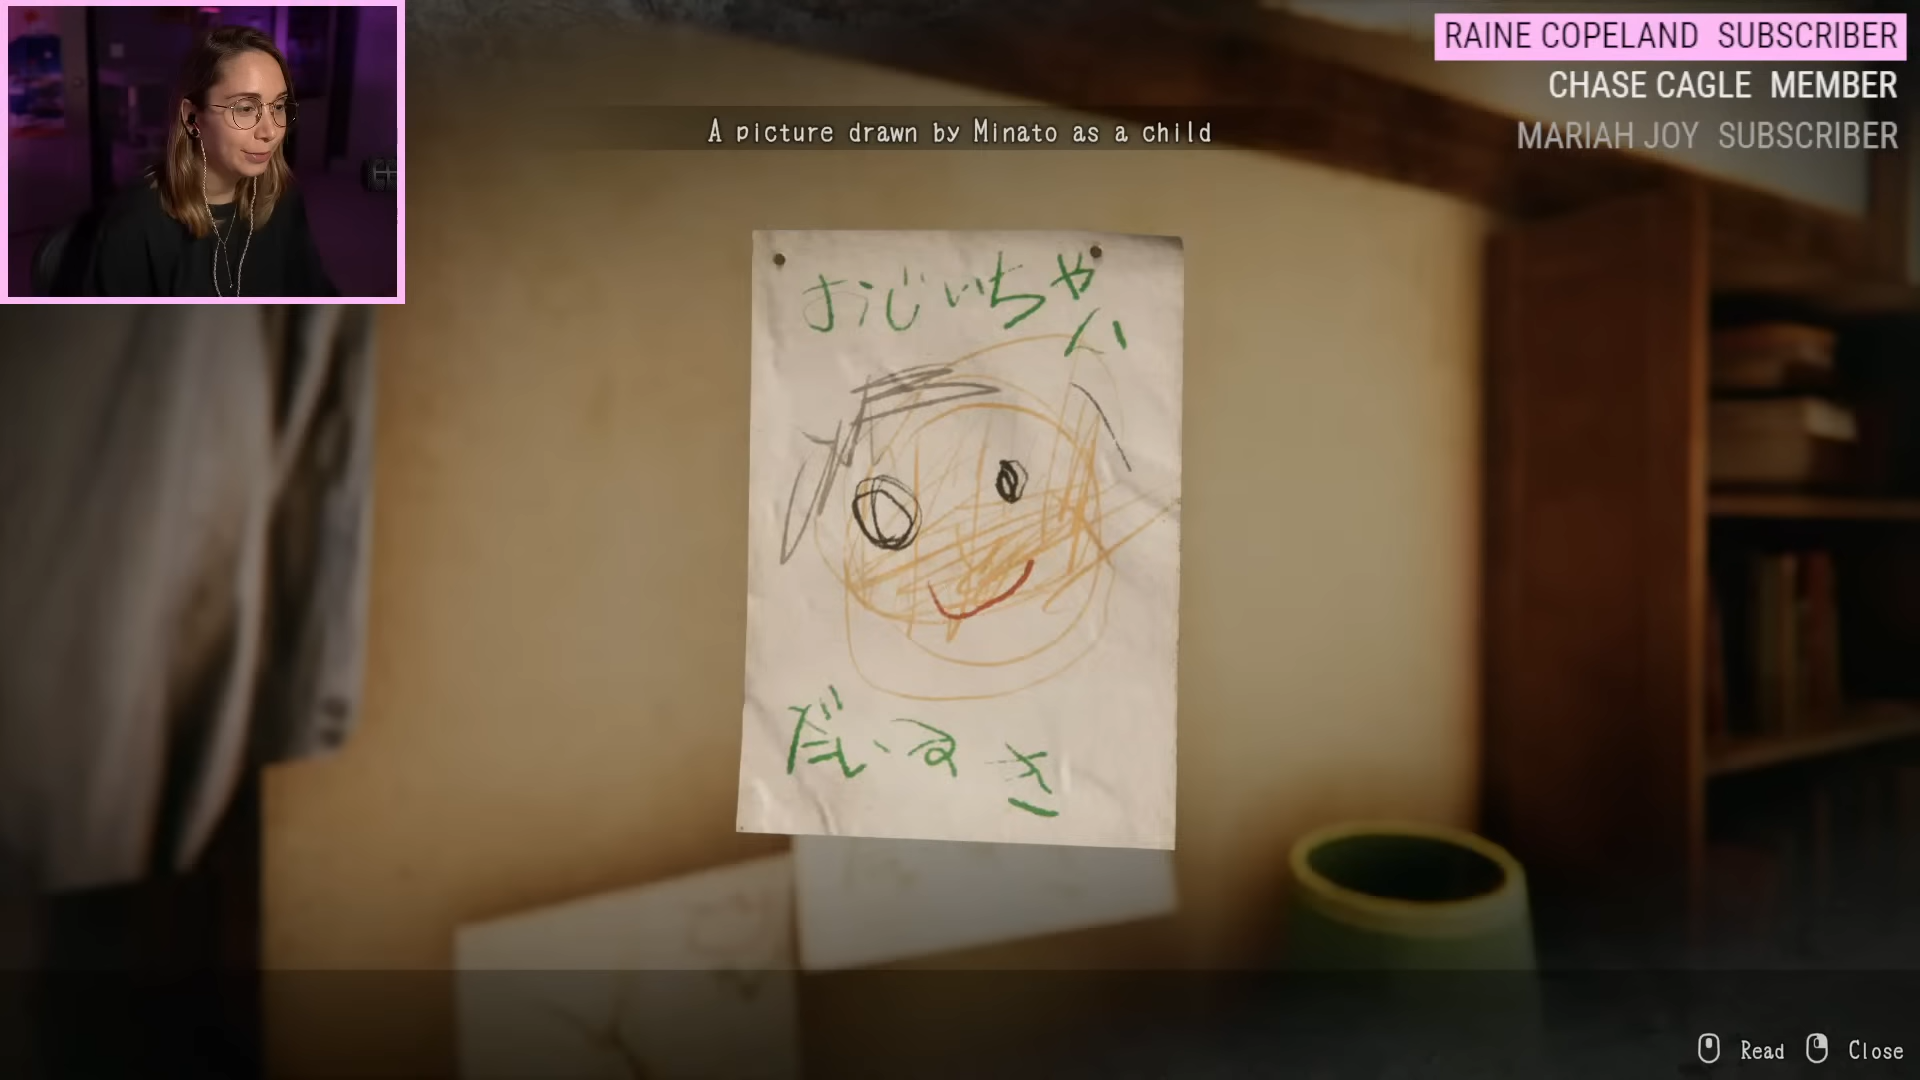 RAINE COPELAND SUBSCRIBER
CHASE CAGLE MEMBER
MARIAH JOY SUBSCRIBER
A picture drawn by Minato as a child
おじいちゃ
ん
だいすき
Read Close